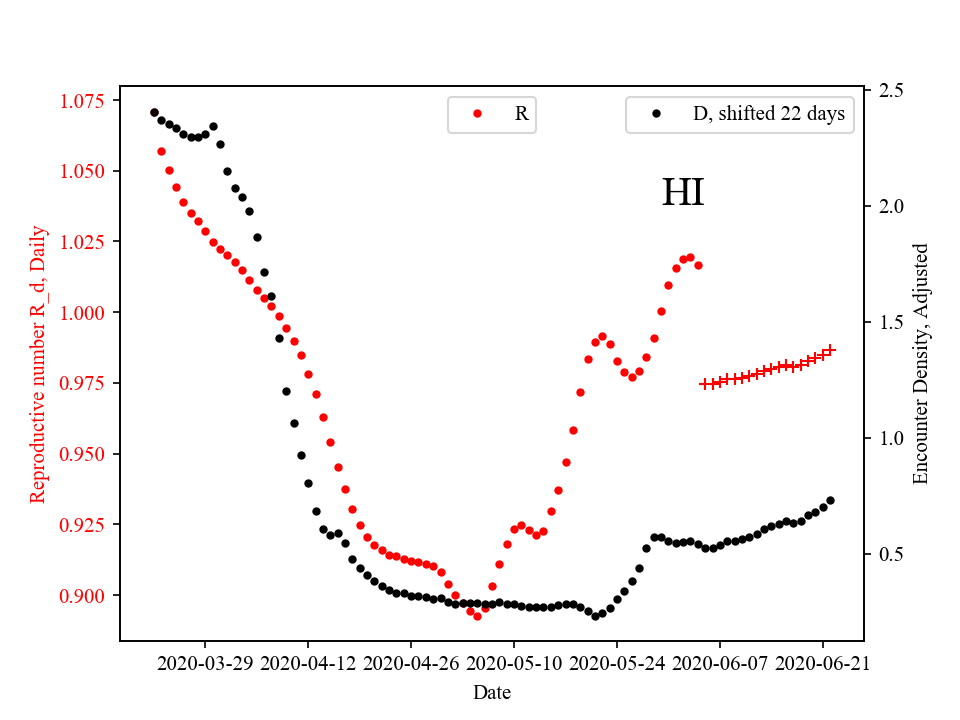 R
D, shifted 22 days
HI
Reproductive number R_d, Daily
1.075
1.050
1.025
1.000
0.975
0.950
0.925
0.900
2.5
2.0
1.5
1.0
0.5
Encounter Density, Adjusted
2020-03-29 2020-04-12 2020-04-26 2020-05-10 2020-05-24 2020-06-07 2020-06-21
Date